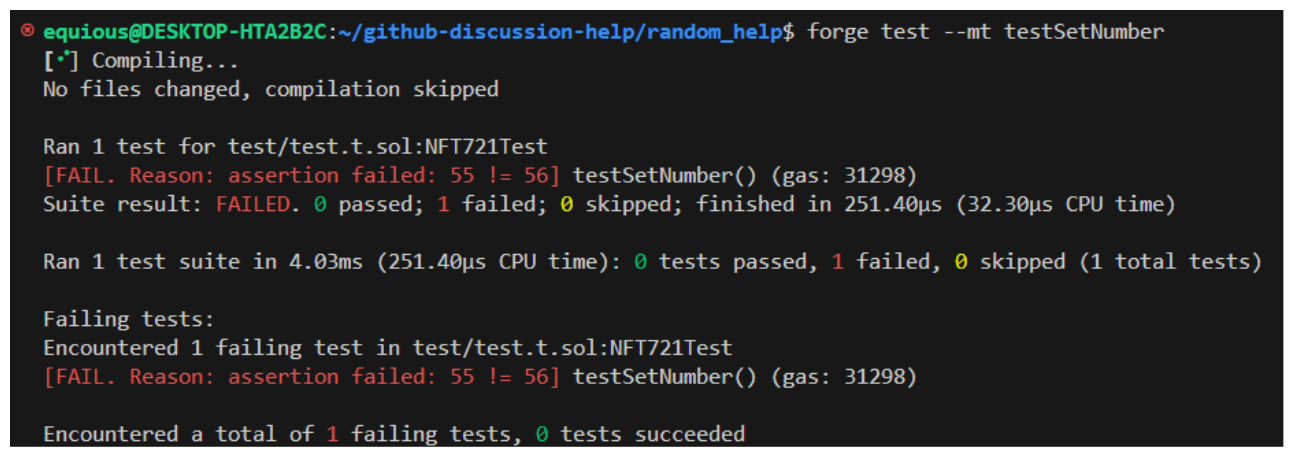 equious@DESKTOP-HTA2B2C:~/github-discussion-help/random_help$ forge test --mt testSetNumber
[⠊] Compiling...
No files changed, compilation skipped
Ran 1 test for test/test.t.sol:NFT721Test
[FAIL. Reason: assertion failed: 55 != 56] testSetNumber() (gas: 31298)
Suite result: FAILED. 0 passed; 1 failed; 0 skipped; finished in 251.40µs (32.30µs CPU time)
Ran 1 test suite in 4.03ms (251.40µs CPU time): 0 tests passed, 1 failed, 0 skipped (1 total tests)
Failing tests:
Encountered 1 failing test in test/test.t.sol:NFT721Test
[FAIL. Reason: assertion failed: 55 != 56] testSetNumber() (gas: 31298)
Encountered a total of 1 failing tests, 0 tests succeeded